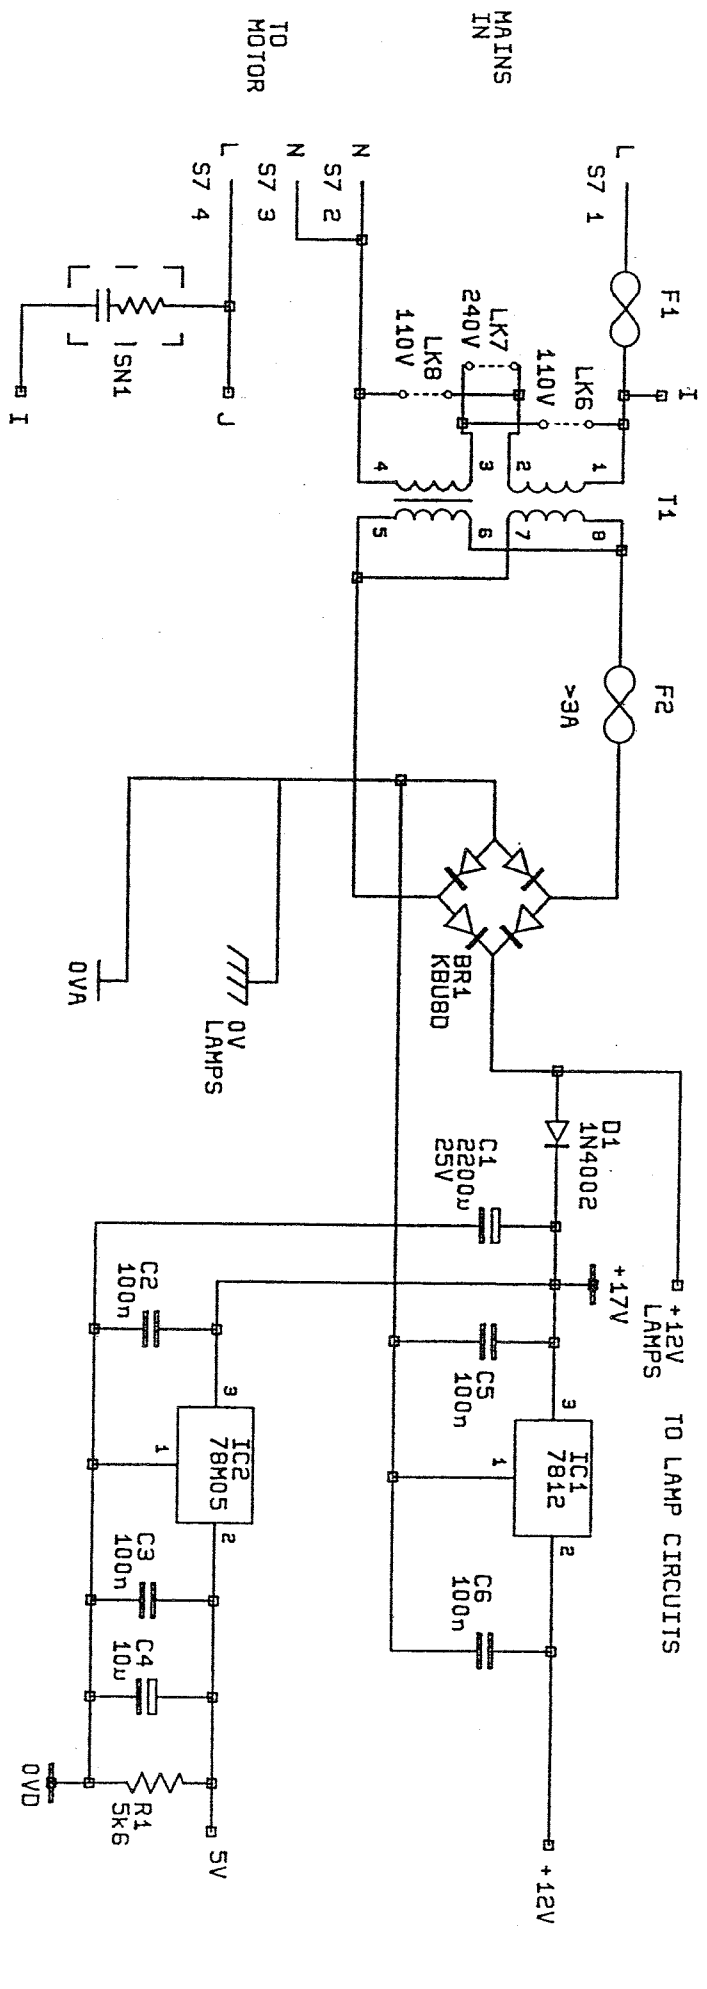 MAINS
IN
TO
MOTOR
L
S7 1
N
S7 2
N
S7 3
L
S7 4
F1
I
LK6
110V
LK7
240V
LK8
110V
SN1
J
I
T1
1
2
3
4
8
7
6
5
F2
>3A
BR1
KBU8D
0V
LAMPS
0VA
D1
1N4002
C1
2200u
25V
+17V
+12V
LAMPS
TO LAMP CIRCUITS
C5
100n
C2
100n
3
IC1
7812
1
2
3
IC2
78M05
1
2
C6
100n
C3
100n
C4
10u
R1
5k6
0VD
5V
+12V